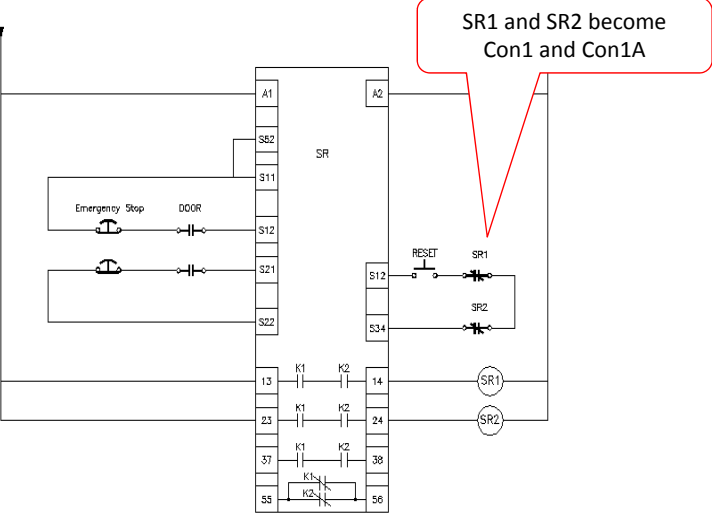 SR1 and SR2 become
Con1 and Con1A
A1
A2
S52
SR
S11
Emergency Stop
DOOR
S12
S21
RESET
SR1
S12
SR2
S22
S34
K1
K2
13
14
SR1
K1
K2
23
24
SR2
K1
K2
37
38
K1
K2
55
56